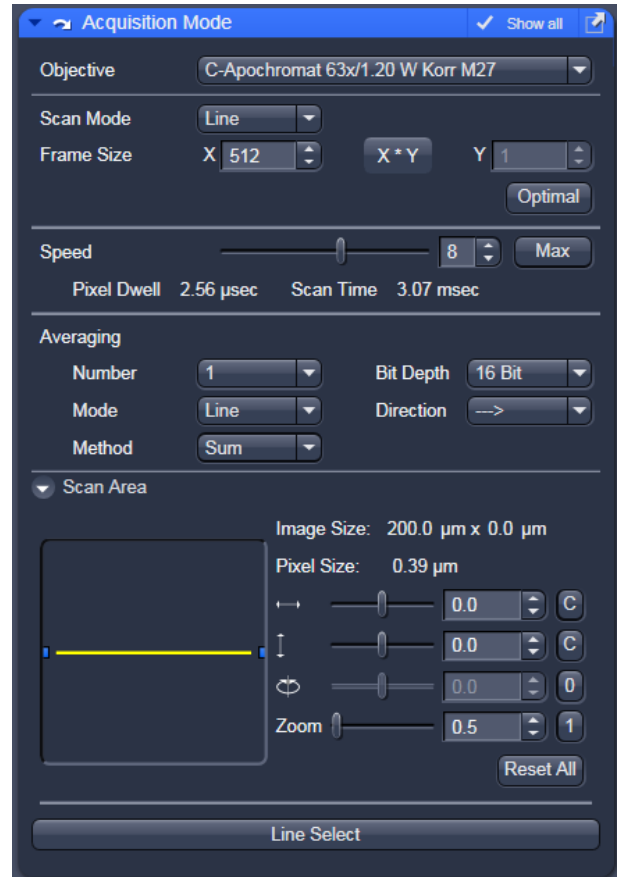 Acquisition Mode Show all
Objective C-Apochromat 63x/1.20 W Korr M27
Scan Mode Line
Frame Size X 512 X * Y Y 1
Optimal
Speed 8 Max
Pixel Dwell 2.56 µsec Scan Time 3.07 msec
Averaging
Number 1 Bit Depth 16 Bit
Mode Line Direction --->
Method Sum
Scan Area
Image Size: 200.0 µm x 0.0 µm
Pixel Size: 0.39 µm
0.0 C
0.0 C
0.0 0
Zoom 0.5 1
Reset All
Line Select